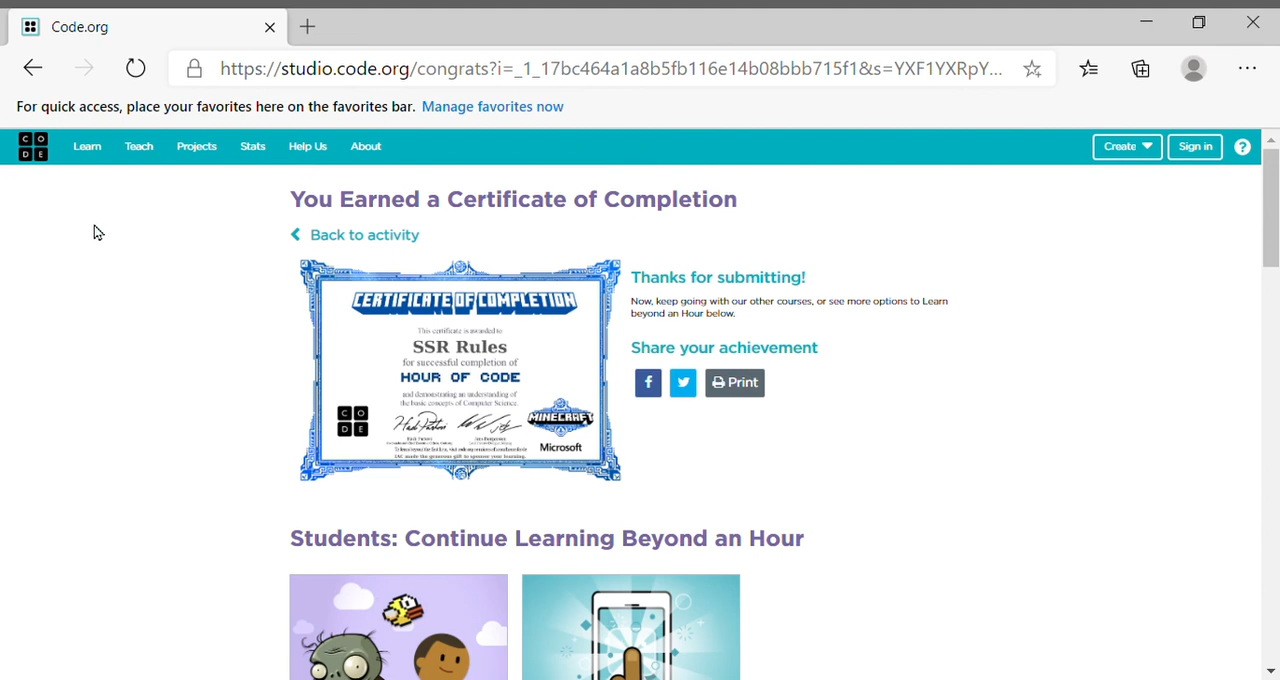 Code.org
https://studio.code.org/congrats?i=_1_17bc464a1a8b5fb116e14b08bbb715f1&s=YXF1YXRpY...
For quick access, place your favorites here on the favorites bar. Manage favorites now
CODE Learn Teach Projects Stats Help Us About Create Sign in ?
You Earned a Certificate of Completion
Back to activity
CERTIFICATE OF COMPLETION
This certificate is awarded to
SSR Rules
for successful completion of
HOUR OF CODE
and demonstrating an understanding of
the basic concepts of Computer Science.
CODE
MINECRAFT
Microsoft
Thanks for submitting!
Now, keep going with our other courses, or see more options to Learn
beyond an Hour below.
Share your achievement
Print
Students: Continue Learning Beyond an Hour